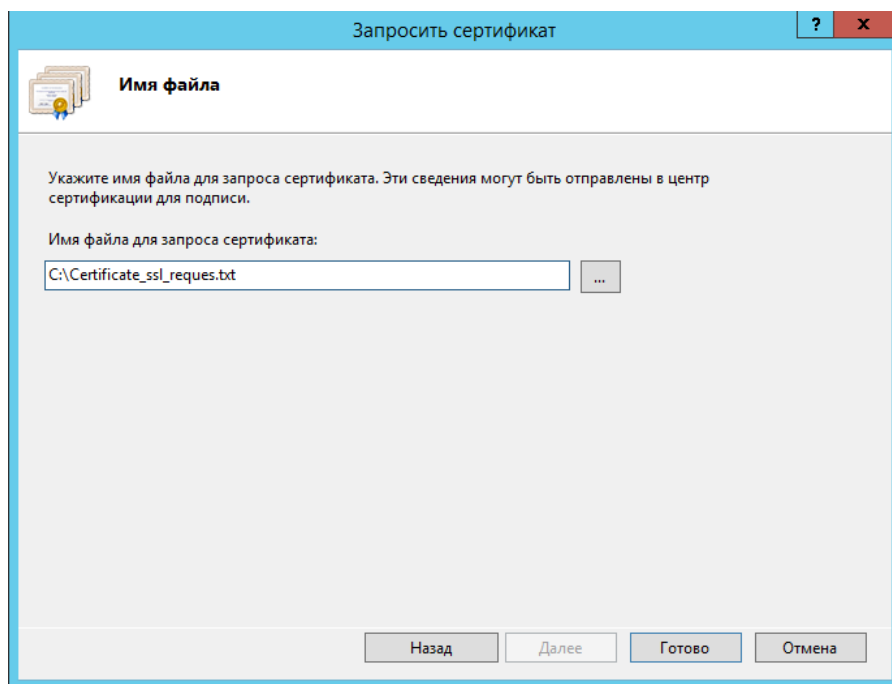 Запросить сертификат
?
x
Имя файла
Укажите имя файла для запроса сертификата. Эти сведения могут быть отправлены в центр
сертификации для подписи.
Имя файла для запроса сертификата:
C:\Certificate_ssl_reques.txt
...
Назад
Далее
Готово
Отмена